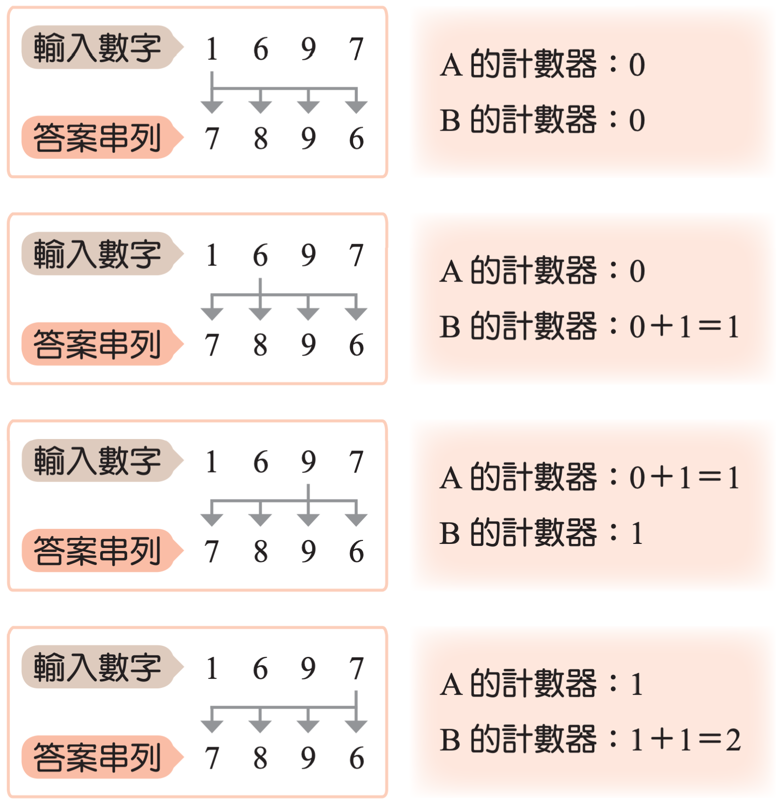 輸入數字 1 6 9 7
答案串列 7 8 9 6
A 的計數器：0
B 的計數器：0
輸入數字 1 6 9 7
答案串列 7 8 9 6
A 的計數器：0
B 的計數器：0＋1＝1
輸入數字 1 6 9 7
答案串列 7 8 9 6
A 的計數器：0＋1＝1
B 的計數器：1
輸入數字 1 6 9 7
答案串列 7 8 9 6
A 的計數器：1
B 的計數器：1＋1＝2